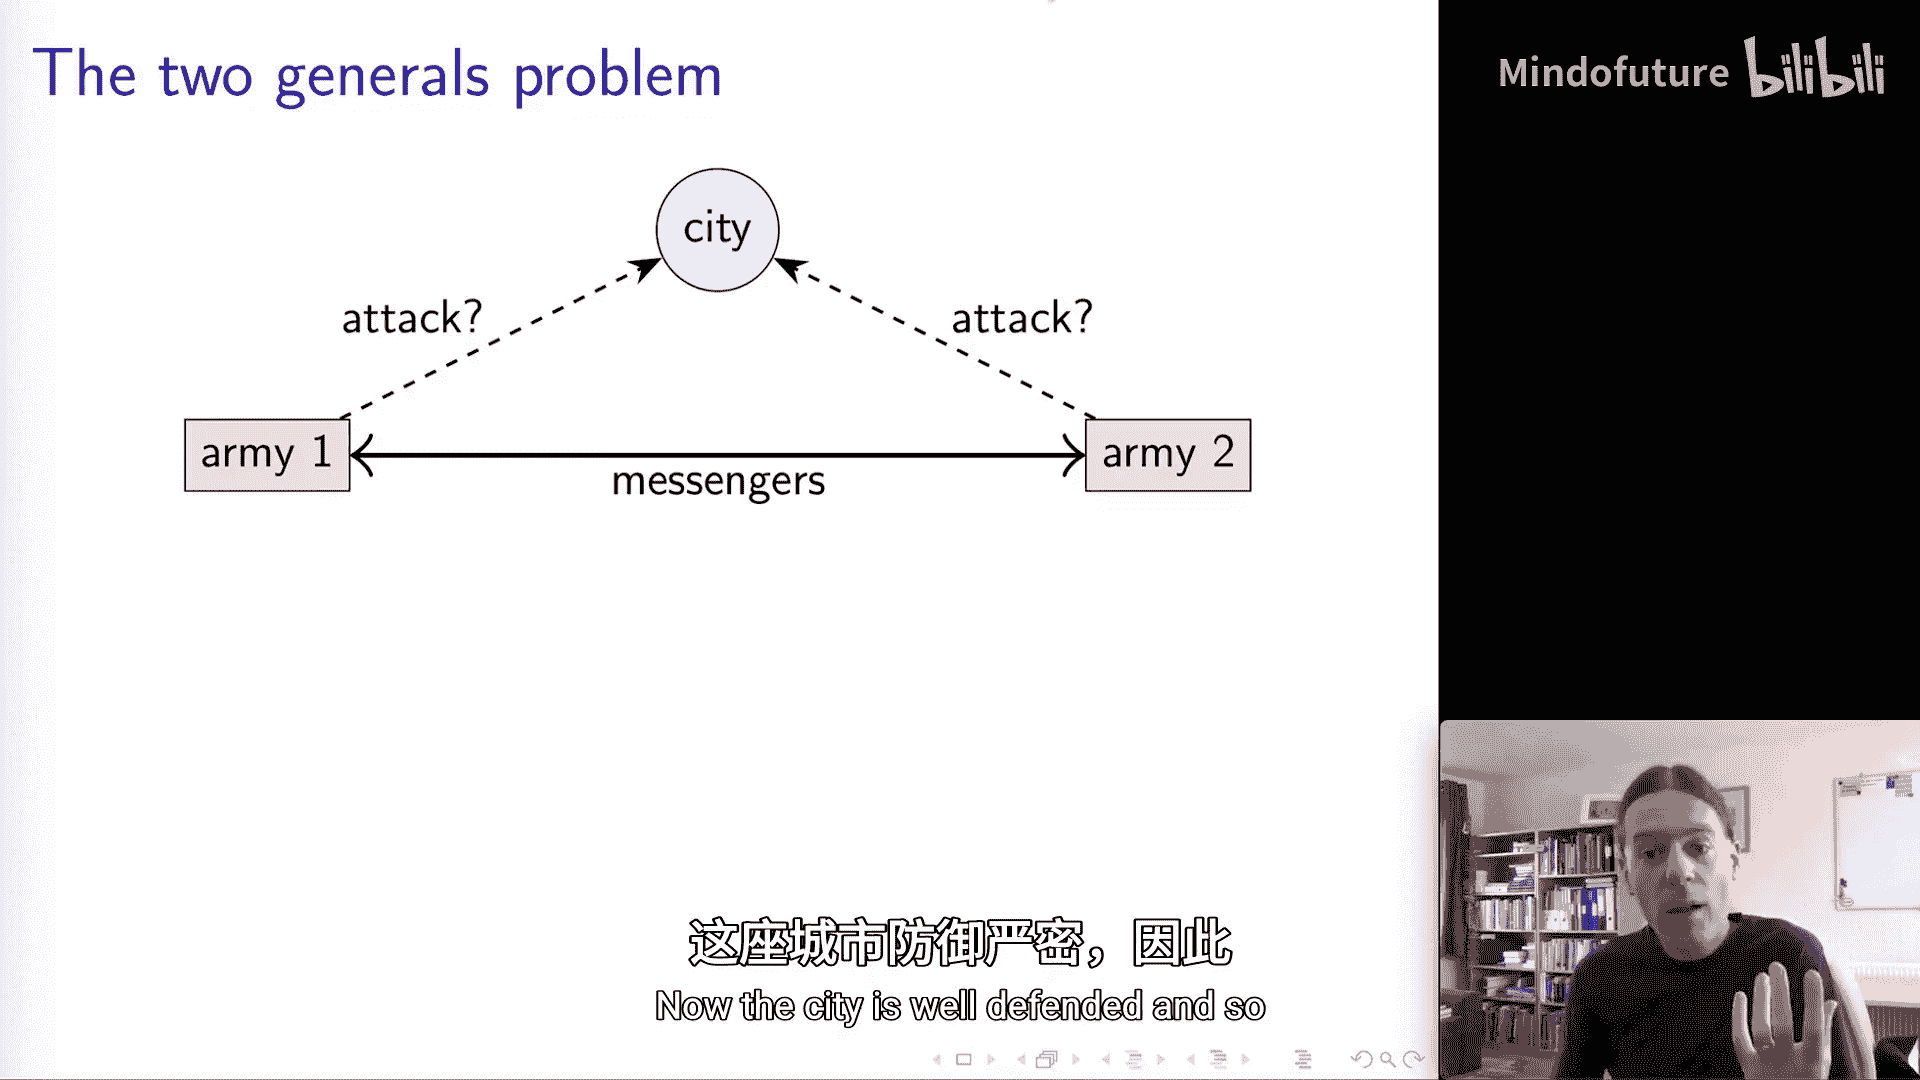 The two generals problem
Mindofuture bilibili
city
attack?
attack?
army 1
army 2
messengers
这座城市防御严密，因此
Now the city is well defended and so